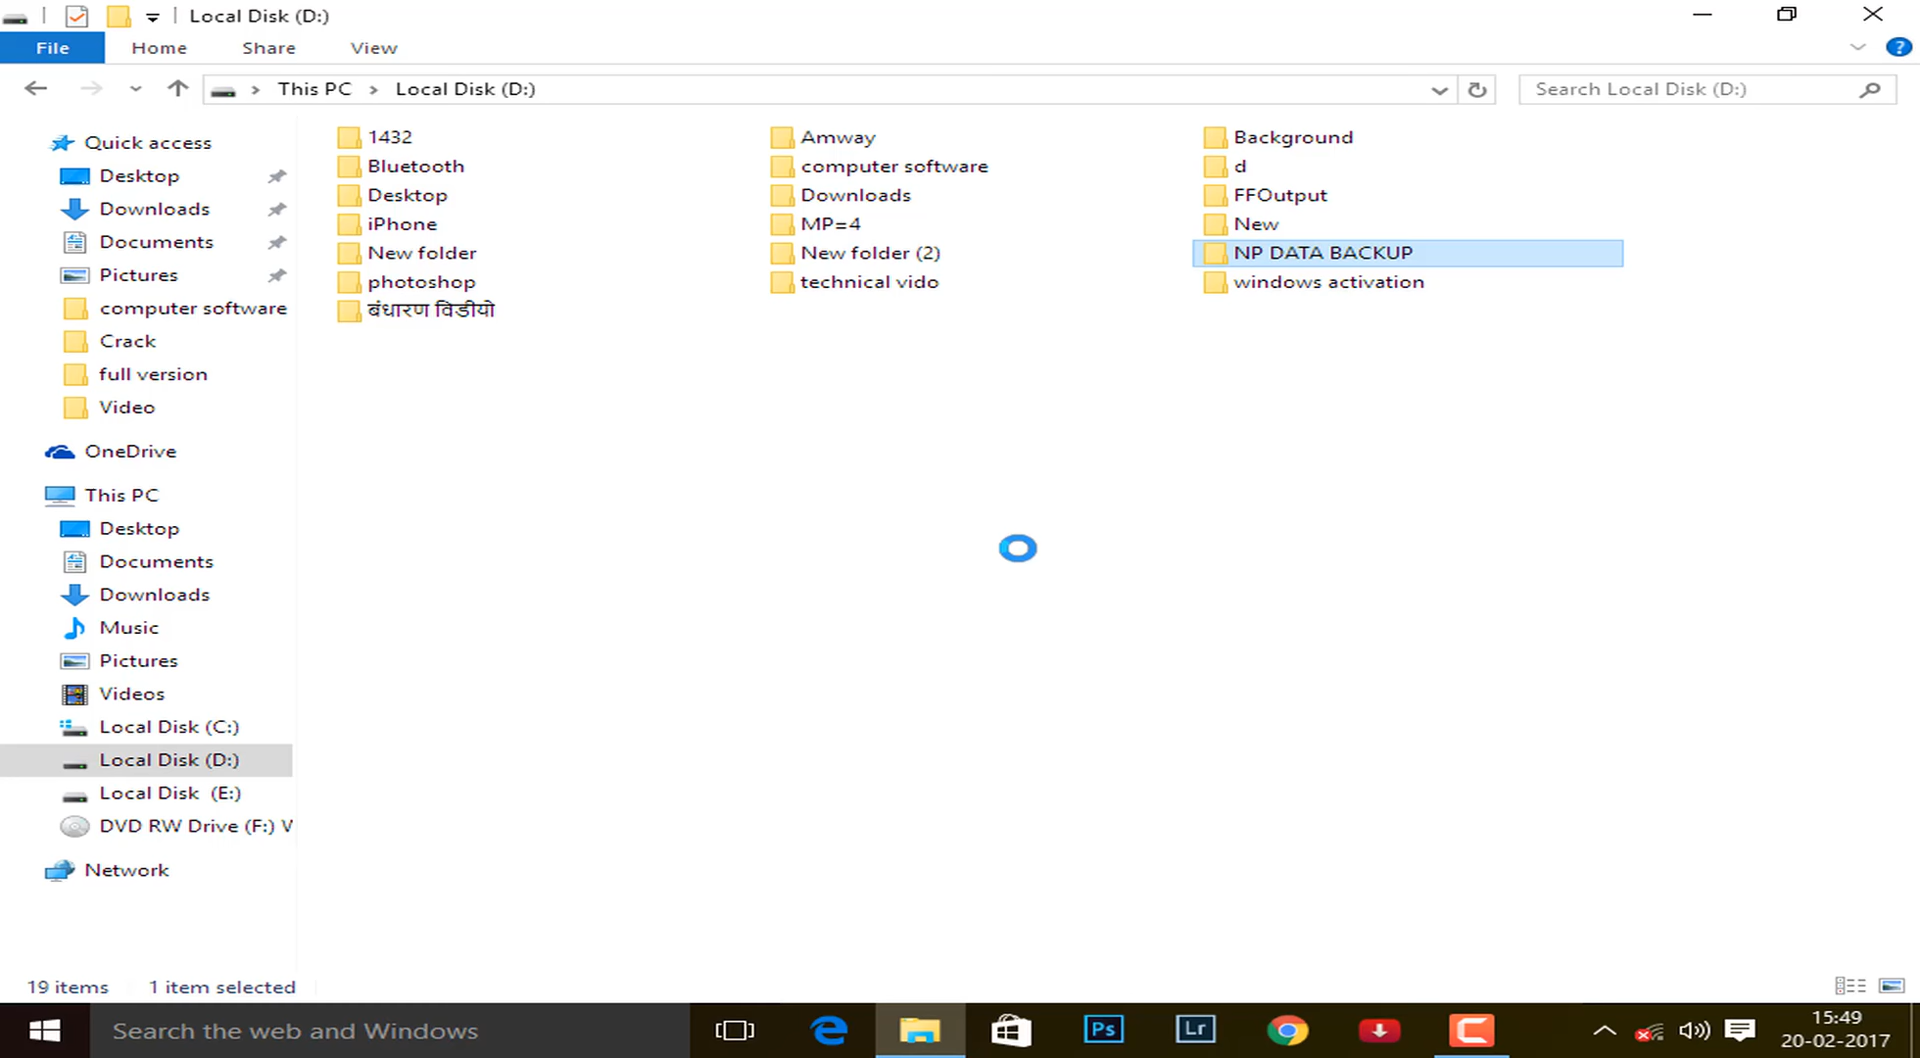 Local Disk (D:)
File Home Share View
This PC Local Disk (D:)
Search Local Disk (D:)
Quick access
Desktop
Downloads
Documents
Pictures
computer software
Crack
full version
Video
OneDrive
This PC
Desktop
Documents
Downloads
Music
Pictures
Videos
Local Disk (C:)
Local Disk (D:)
Local Disk (E:)
DVD RW Drive (F:) V
Network
1432 Amway Background
Bluetooth computer software d
Desktop Downloads FFOutput
iPhone MP=4 New
New folder New folder (2) NP DATA BACKUP
photoshop technical vido windows activation
बंधारण विडीयो
19 items 1 item selected
Search the web and Windows
Ps
Lr
15:49
20-02-2017